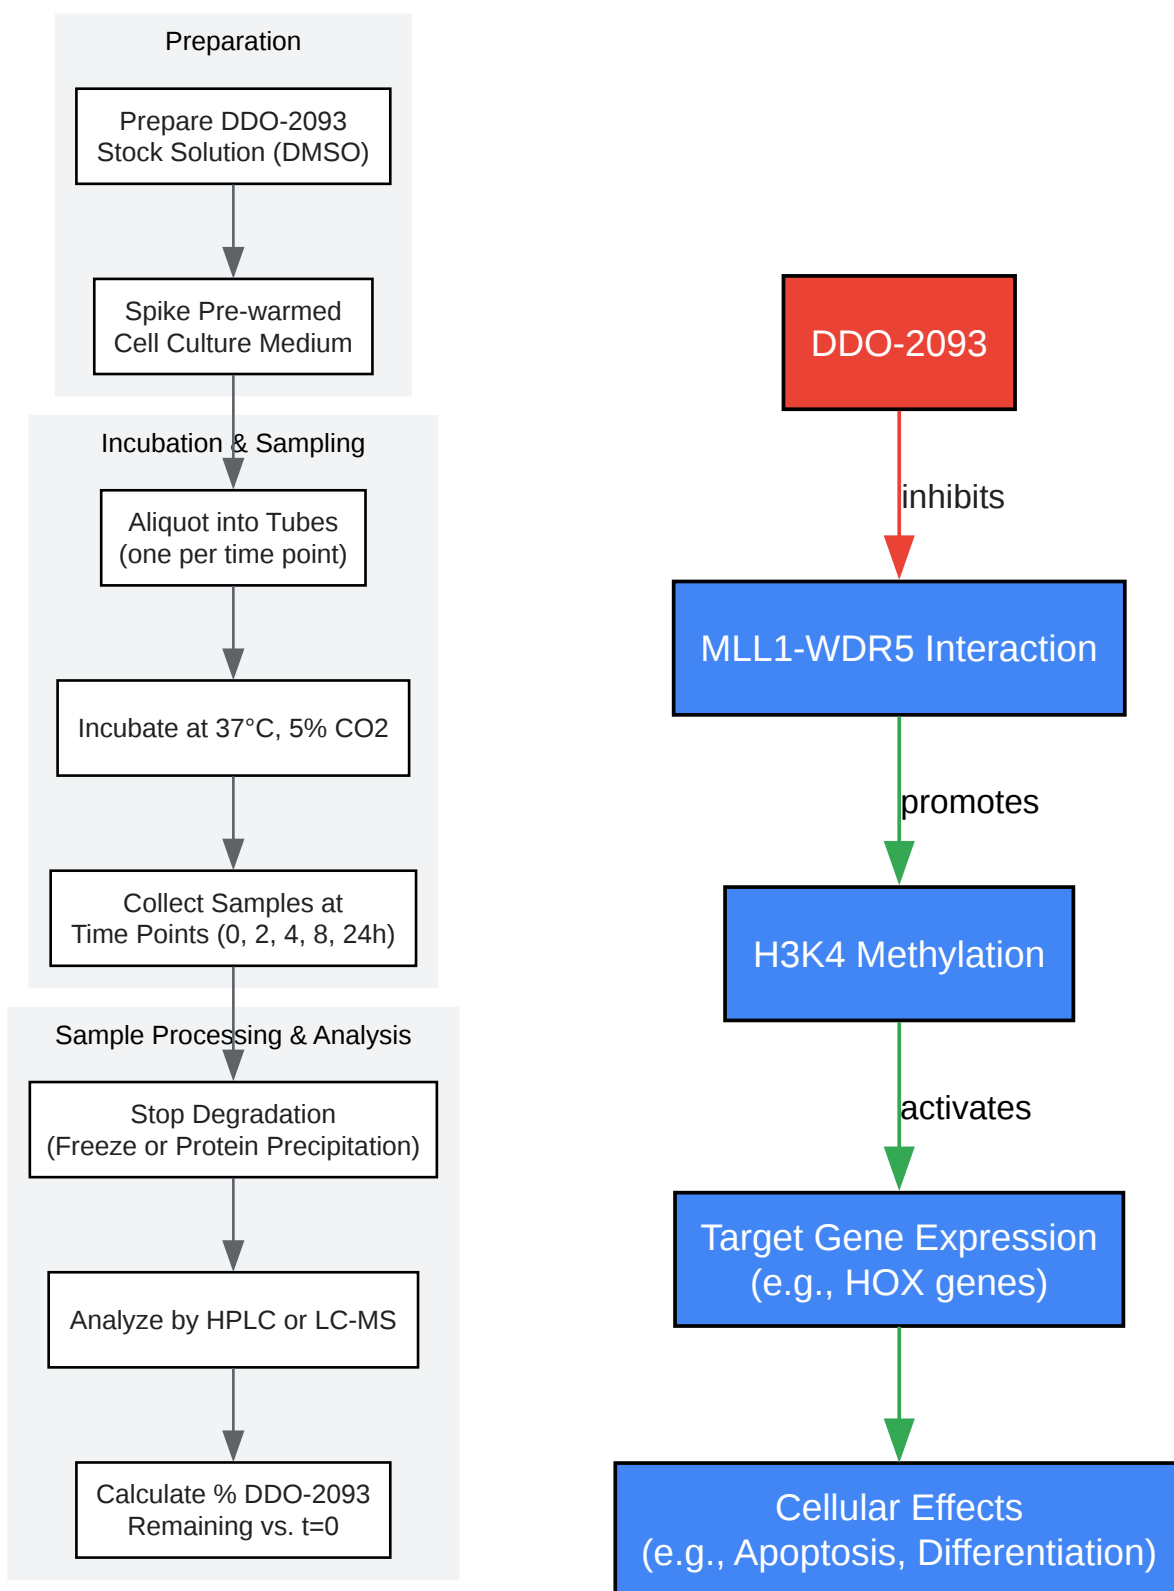 Preparation
Prepare DDO-2093
Stock Solution (DMSO)
Spike Pre-warmed
Cell Culture Medium
Incubation & Sampling
Aliquot into Tubes
(one per time point)
Incubate at 37°C, 5% CO2
Collect Samples at
Time Points (0, 2, 4, 8, 24h)
Sample Processing & Analysis
Stop Degradation
(Freeze or Protein Precipitation)
Analyze by HPLC or LC-MS
Calculate % DDO-2093
Remaining vs. t=0
DDO-2093
inhibits
MLL1-WDR5 Interaction
promotes
H3K4 Methylation
activates
Target Gene Expression
(e.g., HOX genes)
Cellular Effects
(e.g., Apoptosis, Differentiation)